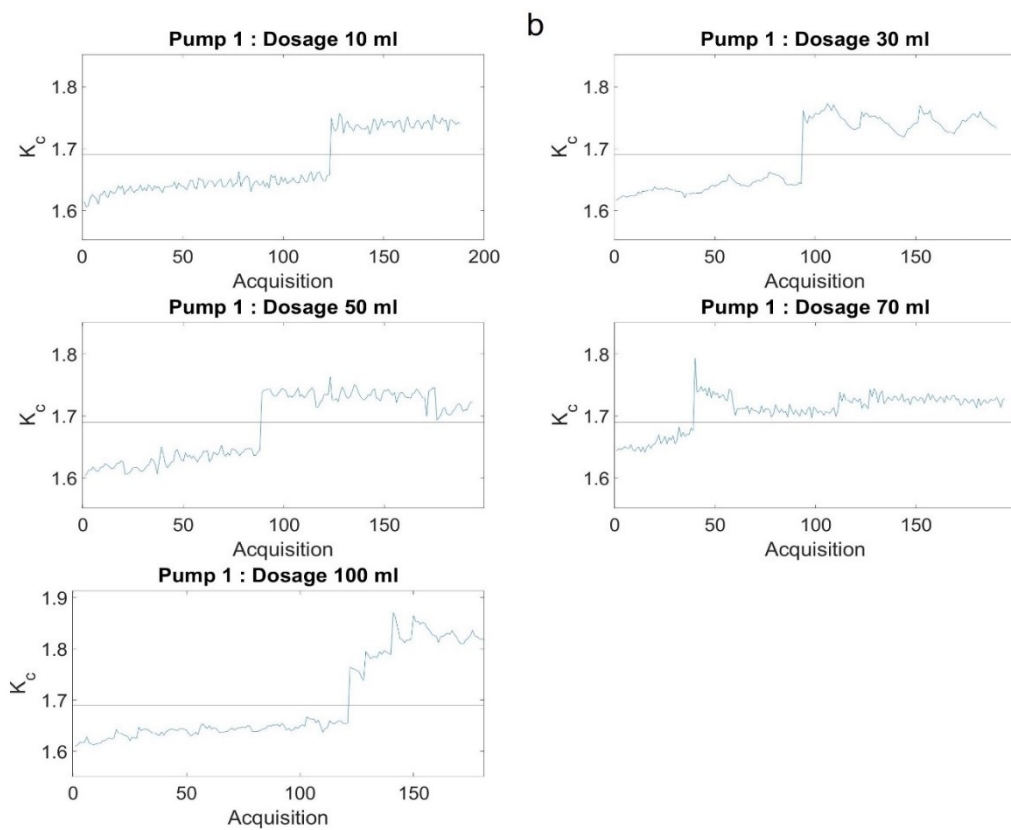 b
Pump 1 : Dosage 10 ml
1.8
1.7
1.6
K_c
0 50 100 150 200
Acquisition
Pump 1 : Dosage 30 ml
1.8
1.7
1.6
K_c
0 50 100 150
Acquisition
Pump 1 : Dosage 50 ml
1.8
1.7
1.6
K_c
0 50 100 150
Acquisition
Pump 1 : Dosage 70 ml
1.8
1.7
1.6
K_c
0 50 100 150
Acquisition
Pump 1 : Dosage 100 ml
1.9
1.8
1.7
1.6
K_c
0 50 100 150
Acquisition